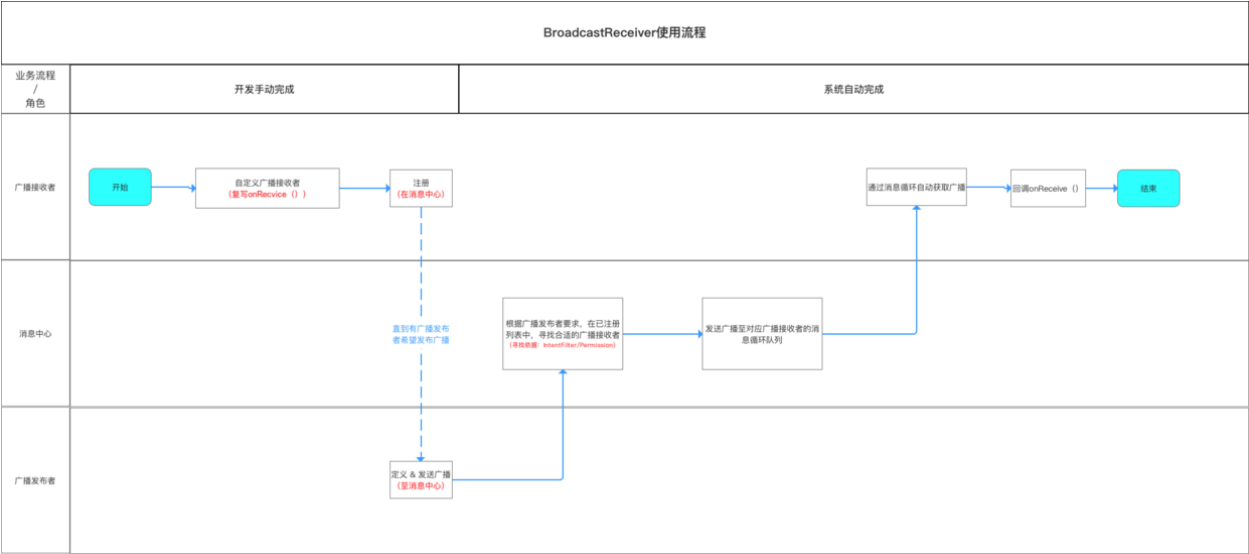 BroadcastReceiver使用流程
业务流程
/
角色
开发手动完成
系统自动完成
广播接收者
开始
自定义广播接收者
（复写onRecvice（））
注册
（在消息中心）
通过消息循环自动获取广播
回调onReceive（）
结束
消息中心
直到有广播发布
者希望发布广播
根据广播发布者要求，在已注册
列表中，寻找合适的广播接收者
（寻找依据：IntentFilter/Permission）
发送广播至对应广播接收者的消
息循环队列
广播发布者
定义 & 发送广播
（至消息中心）